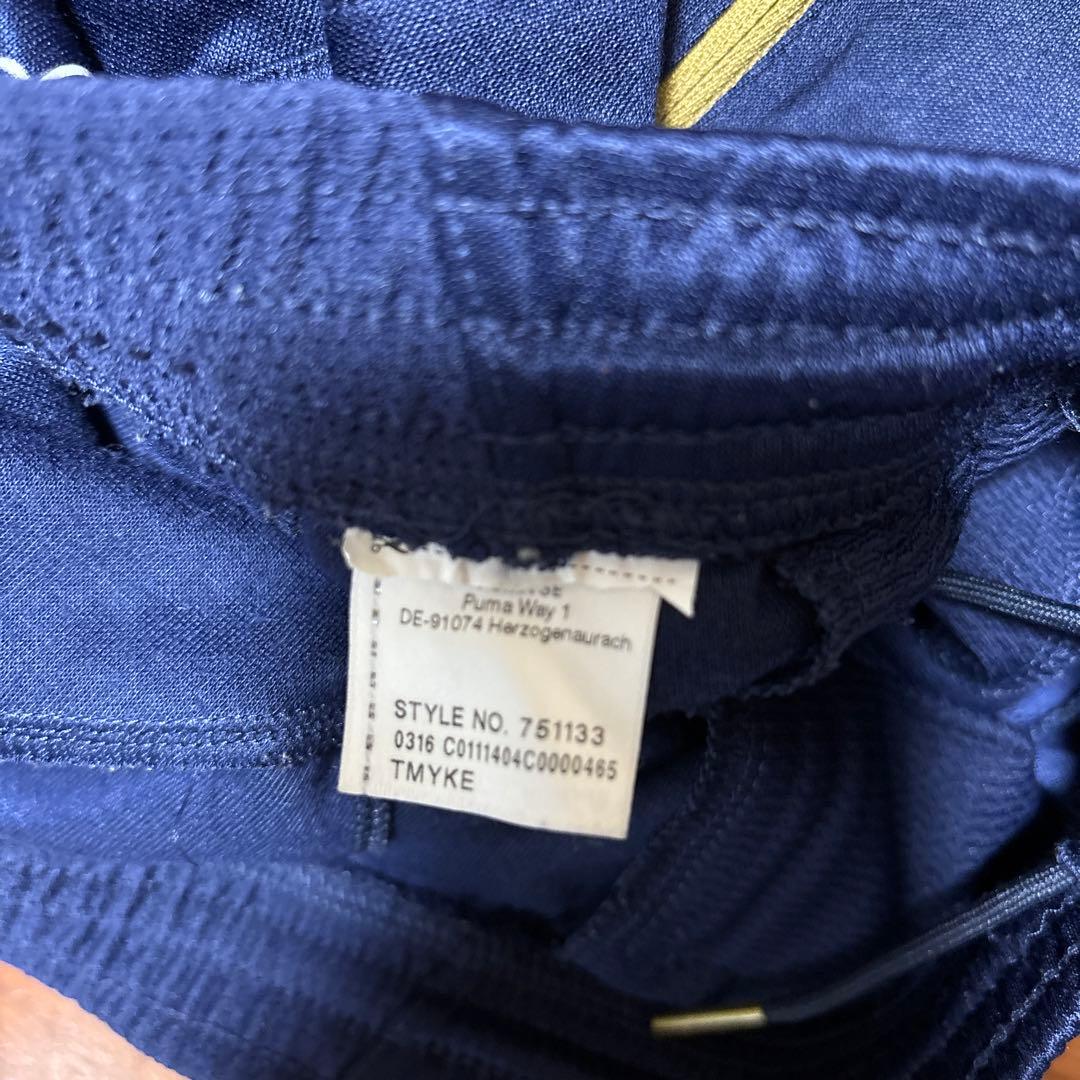 Puma Way 1
DE-91074 Herzogenaurach
STYLE NO. 751133
0316 C0111404C0000465
TMYKE